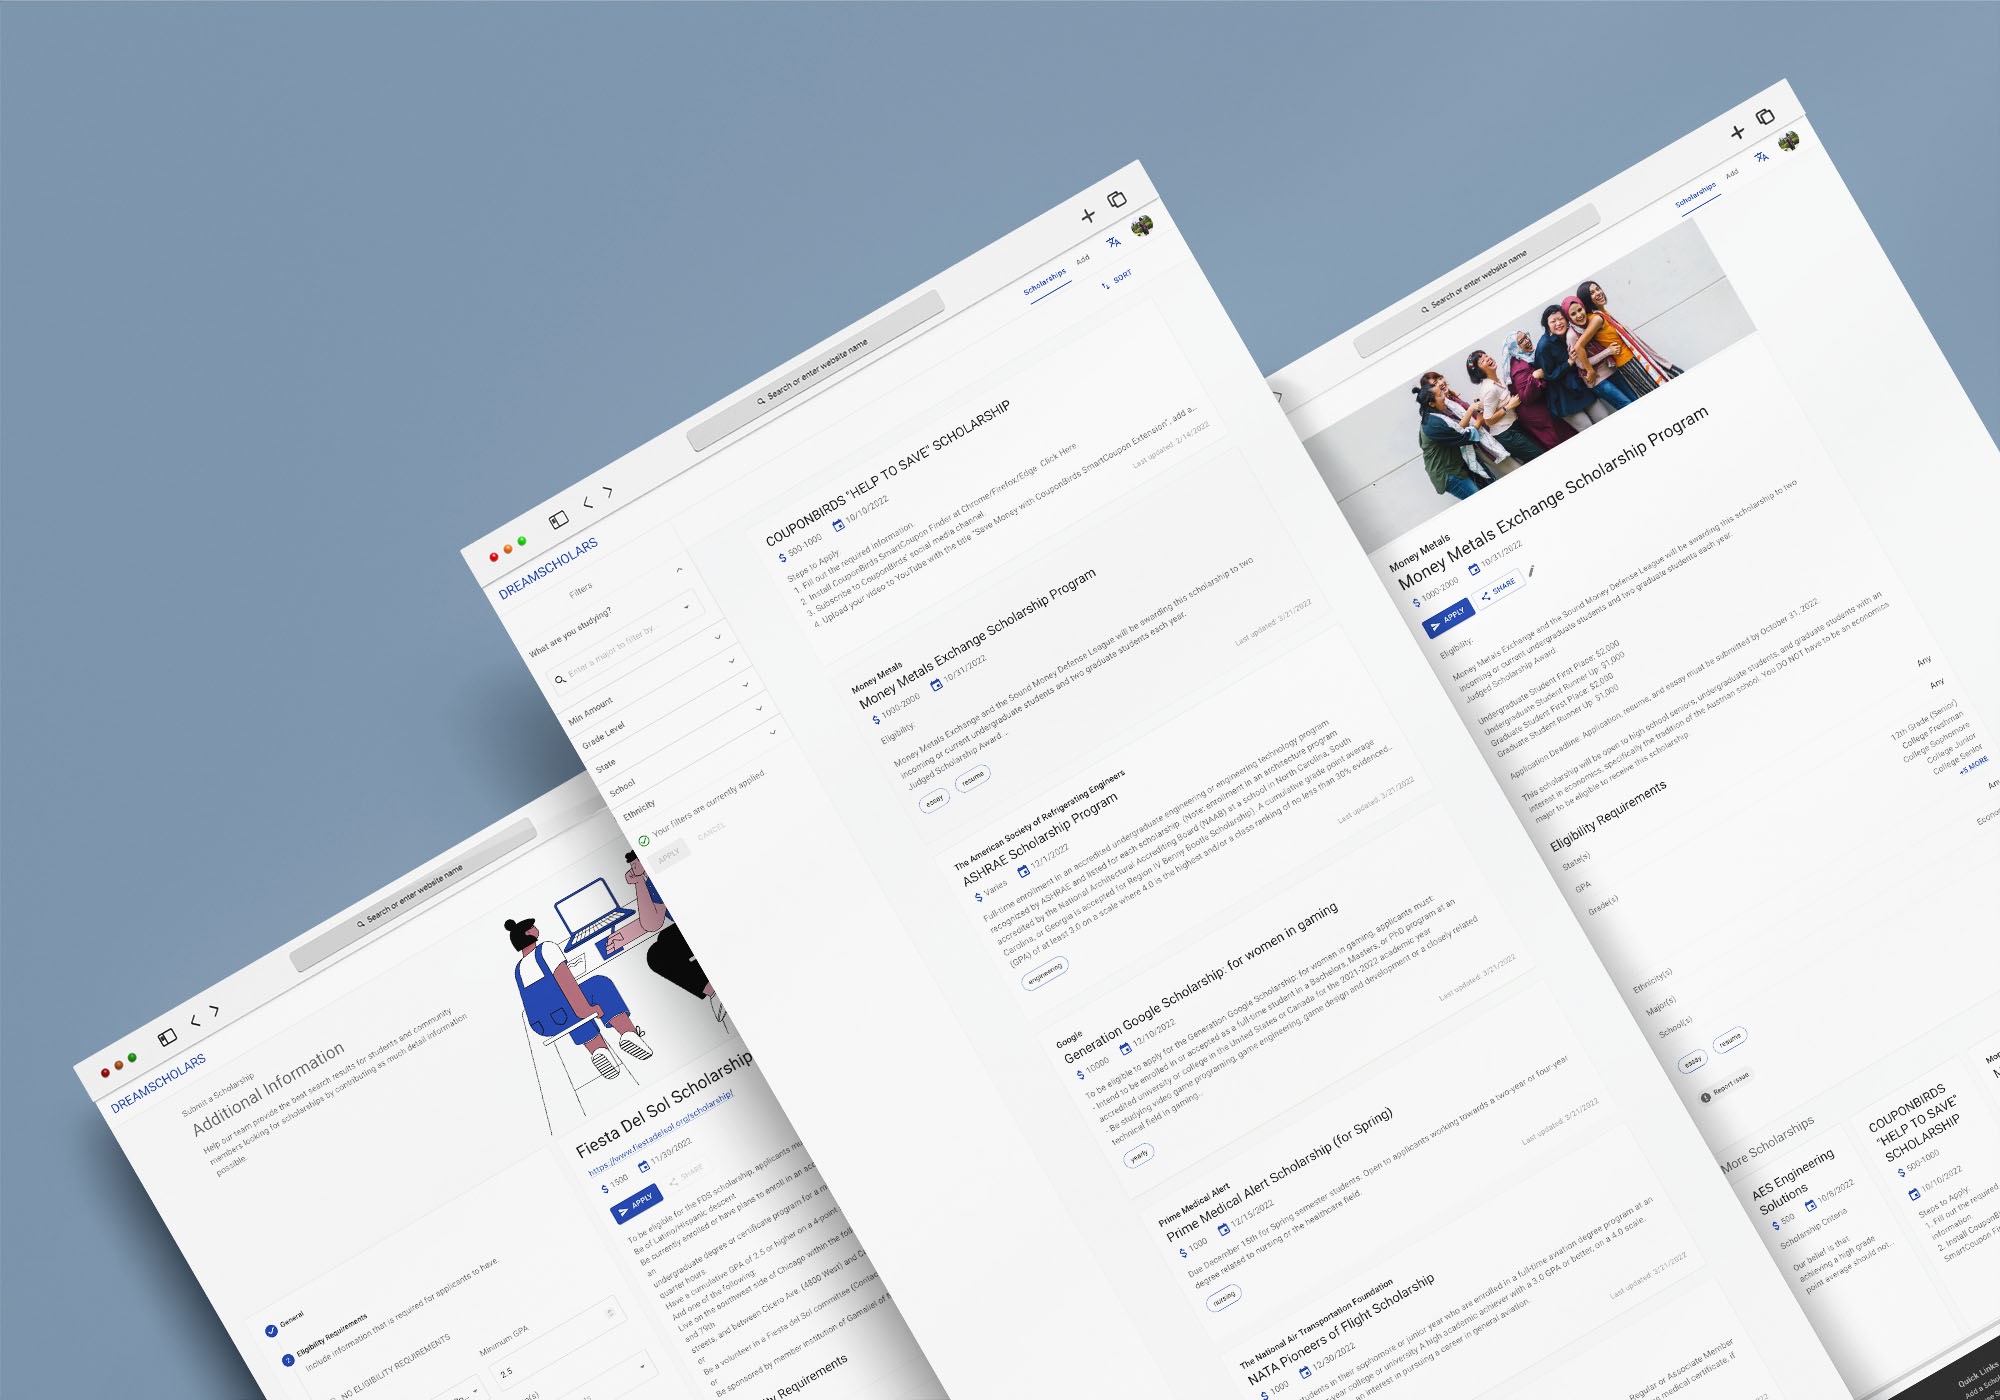 Search or enter website name
DREAMSCHOLARS
Submit a Scholarship
Additional Information
Help our team provide the best search results for students and community
members looking for scholarships by contributing as much detail information
possible.
General
2
Eligibility Requirements
Include information that is required for applicants to have.
NO ELIGIBILITY REQUIREMENTS
Minimum GPA
2.5
Fiesta Del Sol Scholarship
https://www.fiestadelsol.org/scholarship/
$ 1500 11/30/2022
APPLY SHARE
To be eligible for the FDS scholarship, applicants
Be of Latino/Hispanic descent
Be currently enrolled or have plans to enroll in an
an
undergraduate degree or certificate program for a
quarter hours.
Have a cumulative GPA of 2.5 or higher on a 4-point
And one of the following:
Live on the southwest side of Chicago within the
and 79th
streets, and between Cicero Ave. (4800 West) and
or
Be a volunteer in a Fiesta del Sol committee
or
Be sponsored by member institution of Gamaliel of
Requirements
Search or enter website name
DREAMSCHOLARS
Scholarships Add
SORT
Filters
What are you studying?
Enter a major to filter by...
Min Amount
Grade Level
State
School
Ethnicity
Your filters are currently applied.
APPLY CANCEL
COUPONBIRDS "HELP TO SAVE" SCHOLARSHIP
$ 500-1000 10/10/2022
Steps to Apply
1. Fill out the required information.
2. Install CouponBirds SmartCoupon Finder at Chrome/Firefox/Edge Click Here
3. Subscribe to CouponBirds' social media channel.
4. Upload your video to YouTube with the title "Save Money with CouponBirds SmartCoupon Extension", add a...
Last updated: 2/14/2022
Money Metals
Money Metals Exchange Scholarship Program
$ 1000-2000 10/31/2022
Eligibility:
Money Metals Exchange and the Sound Money Defense League will be awarding this scholarship to two
incoming or current undergraduate students and two graduate students each year.
Judged Scholarship Award:...
essay resume
Last updated: 3/21/2022
The American Society of Refrigerating Engineers
ASHRAE Scholarship Program
$ Varies 12/1/2022
Full-time enrollment in an accredited undergraduate engineering or engineering technology program
recognized by ASHRAE and listed for each scholarship. (Note: enrollment in an architecture program
accredited by the National Architectural Accrediting Board (NAAB) at a school in North Carolina, South
Carolina, or Georgia is accepted for Region IV Benny Bootle Scholarship). A cumulative grade point average
(GPA) of at least 3.0 on a scale where 4.0 is the highest and/or a class ranking of no less than 30% evidenced...
engineering
Last updated: 3/21/2022
Google
Generation Google Scholarship: for women in gaming
$ 10000 12/10/2022
To be eligible to apply for the Generation Google Scholarship: for women in gaming, applicants must:
- Intend to be enrolled in or accepted as a full-time student in a Bachelors, Masters, or PhD program at an
accredited university or college in the United States or Canada for the 2021-2022 academic year
- Be studying video game programming, game engineering, game design and development or a closely related
technical field in gaming...
yearly
Last updated: 3/21/2022
Prime Medical Alert
Prime Medical Alert Scholarship (for Spring)
$ 1000 12/15/2022
Due December 15th for Spring semester students. Open to applicants working towards a two-year or four-year
degree related to nursing or the healthcare field.
nursing
Last updated: 3/21/2022
The National Air Transportation Foundation
NATA Pioneers of Flight Scholarship
$ 1000 12/30/2022
students in their sophomore or junior year who are enrolled in a full-time aviation degree program at an
-year college or university A high academic achiever with a 3.0 GPA or better, on a 4.0 scale.
an interest in pursuing a career in general aviation.
Last updated: 3/21/2022
Regular or Associate Member
medical certificate, if
Search or enter website name
Scholarships Add
Money Metals
Money Metals Exchange Scholarship Program
$ 1000-2000 10/31/2022
APPLY SHARE
Eligibility:
Money Metals Exchange and the Sound Money Defense League will be awarding this scholarship to two
incoming or current undergraduate students and two graduate students each year.
Judged Scholarship Award:
Undergraduate Student First Place: $2,000
Undergraduate Student Runner Up: $1,000
Graduate Student First Place: $2,000
Graduate Student Runner Up: $1,000
Application Deadline: Application, resume, and essay must be submitted by October 31, 2022
This scholarship will be open to high school seniors, undergraduate students, and graduate students with an
interest in economics, specifically the tradition of the Austrian school. You DO NOT have to be an economics
major to be eligible to receive this scholarship.
Eligibility Requirements
State(s) Any
GPA Any
Grade(s) 12th Grade (Senior)
College Freshman
College Sophomore
College Junior
College Senior
+5 MORE
Ethnicity(s)
Major(s)
School(s)
essay resume
Report issue
More Scholarships
AES Engineering
Solutions
$ 500 10/8/2022
Scholarship Criteria
Our belief is that
achieving a high grade
point average should not...
COUPONBIRDS
"HELP TO SAVE"
SCHOLARSHIP
$ 500-1000
10/10/2022
Steps to Apply.
1. Fill out the required
information.
2. Install
SmartCoupon
Quick Links